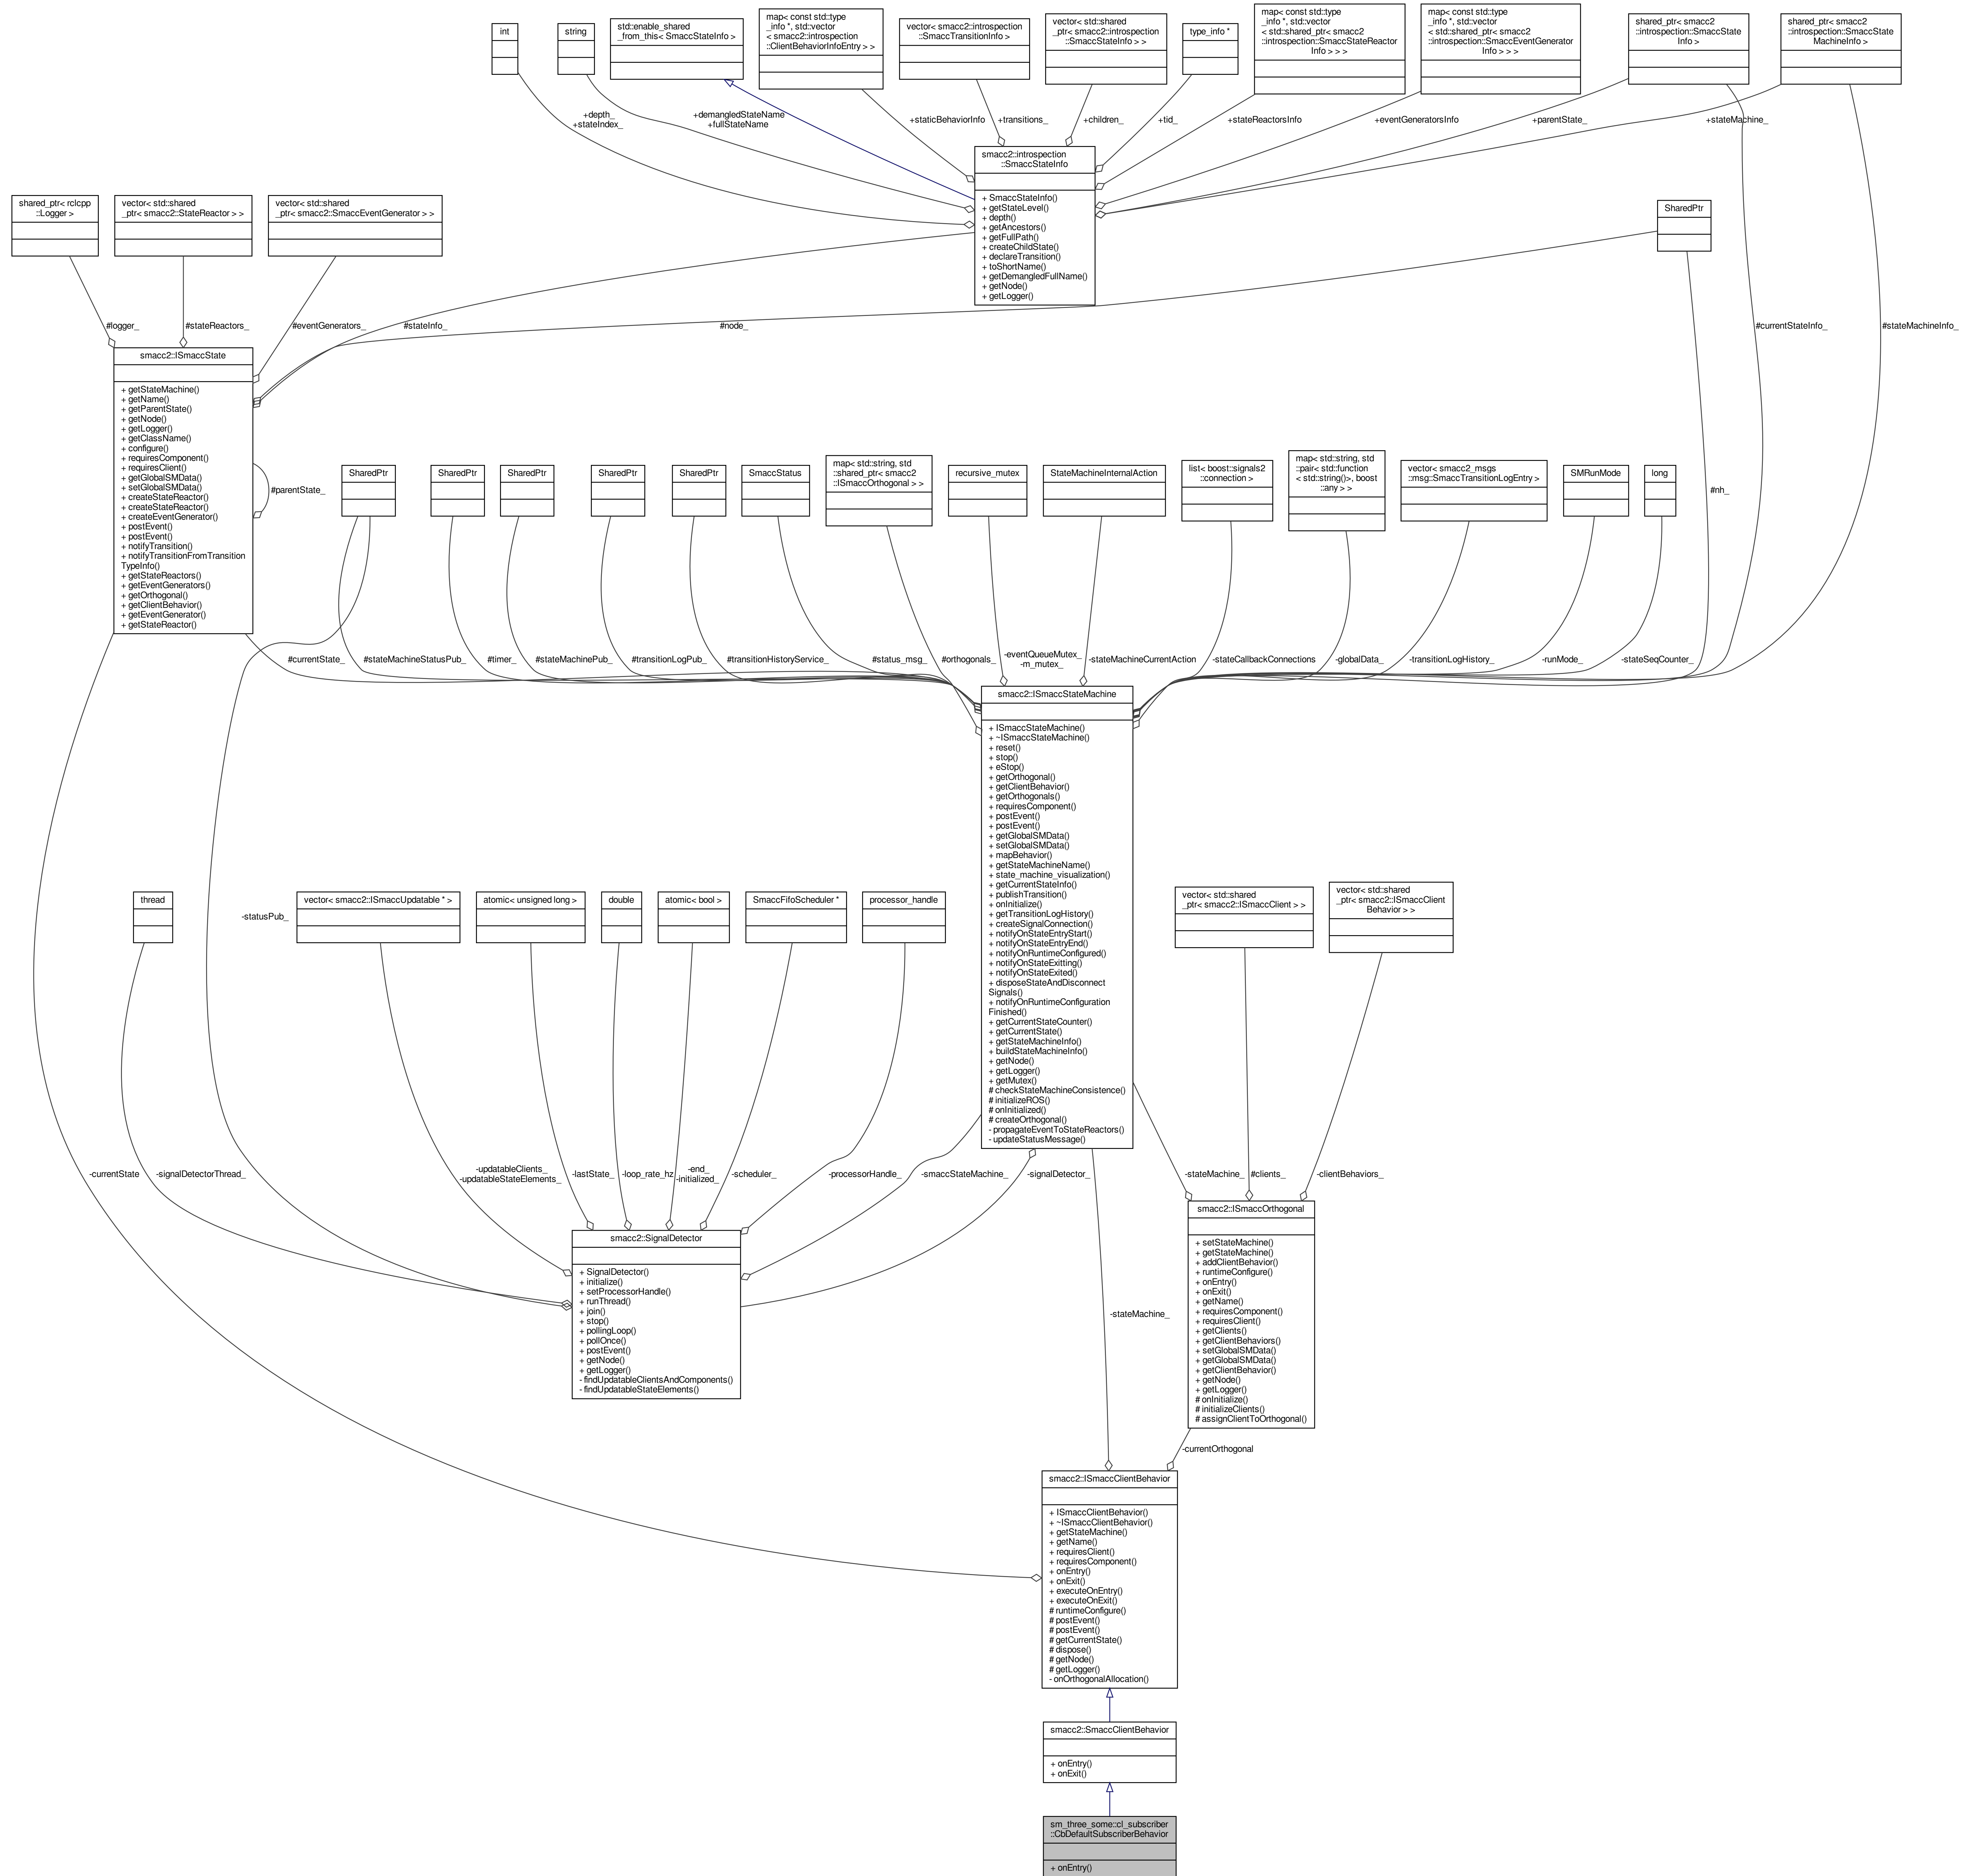 int
string
std::enable_shared
_from_this< SmaccStateInfo >
map< const std::type
_info *, std::vector
< smacc2::introspection
::ClientBehaviorInfoEntry > >
vector< smacc2::introspection
::SmaccTransitionInfo >
vector< std::shared
_ptr< smacc2::introspection
::SmaccStateInfo > >
type_info *
map< const std::type
_info *, std::vector
< std::shared_ptr< smacc2
::introspection::SmaccStateReactor
Info > > >
map< const std::type
_info *, std::vector
< std::shared_ptr< smacc2::
introspection::SmaccEventGenerator
Info > > >
shared_ptr< smacc2
::introspection::SmaccState
Info >
shared_ptr< smacc2
::introspection::SmaccState
MachineInfo >
+depth_
+stateIndex_
+demangledStateName
+fullStateName
+staticBehaviorInfo
+transitions_
+children_
+tid_
+stateReactorsInfo
+eventGeneratorsInfo
+parentState_
+stateMachine_
smacc2::introspection
::SmaccStateInfo
+ SmaccStateInfo()
+ getStateLevel()
+ depth()
+ getAncestors()
+ getFullPath()
+ createChildState()
+ declareTransition()
+ toShortName()
+ getDemangledFullName()
+ getNode()
+ getLogger()
shared_ptr< rclcpp
::Logger >
vector< std::shared
_ptr< smacc2::StateReactor > >
vector< std::shared
_ptr< smacc2::SmaccEventGenerator > >
SharedPtr
#logger_
#stateReactors_
#eventGenerators_
#stateInfo_
#node_
#currentStateInfo_
#stateMachineInfo_
smacc2::ISmaccState
+ getStateMachine()
+ getName()
+ getParentState()
+ getNode()
+ getLogger()
+ getClassName()
+ configure()
+ requiresComponent()
+ requiresClient()
+ getGlobalSMData()
+ setGlobalSMData()
+ createStateReactor()
+ createStateReactor()
+ createEventGenerator()
+ postEvent()
+ postEvent()
+ notifyTransition()
+ notifyTransitionFromTransition
TypeInfo()
+ getStateReactors()
+ getEventGenerators()
+ getOrthogonal()
+ getClientBehavior()
+ getEventGenerator()
+ getStateReactor()
#parentState_
SharedPtr
SharedPtr
SharedPtr
SharedPtr
SharedPtr
SmaccStatus
map< std::string, std
::shared_ptr< smacc2
::ISmaccOrthogonal > >
recursive_mutex
StateMachineInternalAction
list< boost::signals2
::connection >
map< std::string, std
::pair< std::function
< std::string()>, boost
::any > >
vector< smacc2_msgs
::msg::SmaccTransitionLogEntry >
SMRunMode
long
#nh_
#currentState_
#stateMachineStatusPub_
#timer_
#stateMachinePub_
#transitionLogPub_
#transitionHistoryService_
#status_msg_
#orthogonals_
-eventQueueMutex_
-m_mutex_
-stateMachineCurrentAction
-stateCallbackConnections
-globalData_
-transitionLogHistory_
-runMode_
-stateSeqCounter_
smacc2::ISmaccStateMachine
+ ISmaccStateMachine()
+ ~ISmaccStateMachine()
+ reset()
+ stop()
+ eStop()
+ getOrthogonal()
+ getClientBehavior()
+ getOrthogonals()
+ requiresComponent()
+ postEvent()
+ postEvent()
+ getGlobalSMData()
+ setGlobalSMData()
+ mapBehavior()
+ getStateMachineName()
+ state_machine_visualization()
+ getCurrentStateInfo()
+ publishTransition()
+ onInitialize()
+ getTransitionLogHistory()
+ createSignalConnection()
+ notifyOnStateEntryStart()
+ notifyOnStateEntryEnd()
+ notifyOnRuntimeConfigured()
+ notifyOnStateExitting()
+ notifyOnStateExited()
+ disposeStateAndDisconnect
Signals()
+ notifyOnRuntimeConfiguration
Finished()
+ getCurrentStateCounter()
+ getCurrentState()
+ getStateMachineInfo()
+ buildStateMachineInfo()
+ getNode()
+ getLogger()
+ getMutex()
# checkStateMachineConsistence()
# initializeROS()
# onInitialized()
# createOrthogonal()
- propagateEventToStateReactors()
- updateStatusMessage()
thread
-statusPub_
vector< smacc2::ISmaccUpdatable * >
atomic< unsigned long >
double
atomic< bool >
SmaccFifoScheduler *
processor_handle
vector< std::shared
_ptr< smacc2::ISmaccClient > >
vector< std::shared
_ptr< smacc2::ISmaccClient
Behavior > >
-currentState
-signalDetectorThread_
-updatableClients_
-updatableStateElements_
-lastState_
-loop_rate_hz
-end_
-initialized_
-scheduler_
-processorHandle_
-smaccStateMachine_
-signalDetector_
-stateMachine_
#clients_
-clientBehaviors_
smacc2::SignalDetector
+ SignalDetector()
+ initialize()
+ setProcessorHandle()
+ runThread()
+ join()
+ stop()
+ pollingLoop()
+ pollOnce()
+ postEvent()
+ getNode()
+ getLogger()
- findUpdatableClientsAndComponents()
- findUpdatableStateElements()
smacc2::ISmaccOrthogonal
+ setStateMachine()
+ getStateMachine()
+ addClientBehavior()
+ runtimeConfigure()
+ onEntry()
+ onExit()
+ getName()
+ requiresComponent()
+ requiresClient()
+ getClients()
+ getClientBehaviors()
+ setGlobalSMData()
+ getGlobalSMData()
+ getClientBehavior()
+ getNode()
+ getLogger()
# onInitialize()
# initializeClients()
# assignClientToOrthogonal()
-stateMachine_
-currentOrthogonal
smacc2::ISmaccClientBehavior
+ ISmaccClientBehavior()
+ ~ISmaccClientBehavior()
+ getStateMachine()
+ getName()
+ requiresClient()
+ requiresComponent()
+ onEntry()
+ onExit()
+ executeOnEntry()
+ executeOnExit()
# runtimeConfigure()
# postEvent()
# postEvent()
# getCurrentState()
# dispose()
# getNode()
# getLogger()
- onOrthogonalAllocation()
smacc2::SmaccClientBehavior
+ onEntry()
+ onExit()
sm_three_some::cl_subscriber
::CbDefaultSubscriberBehavior
+ onEntry()